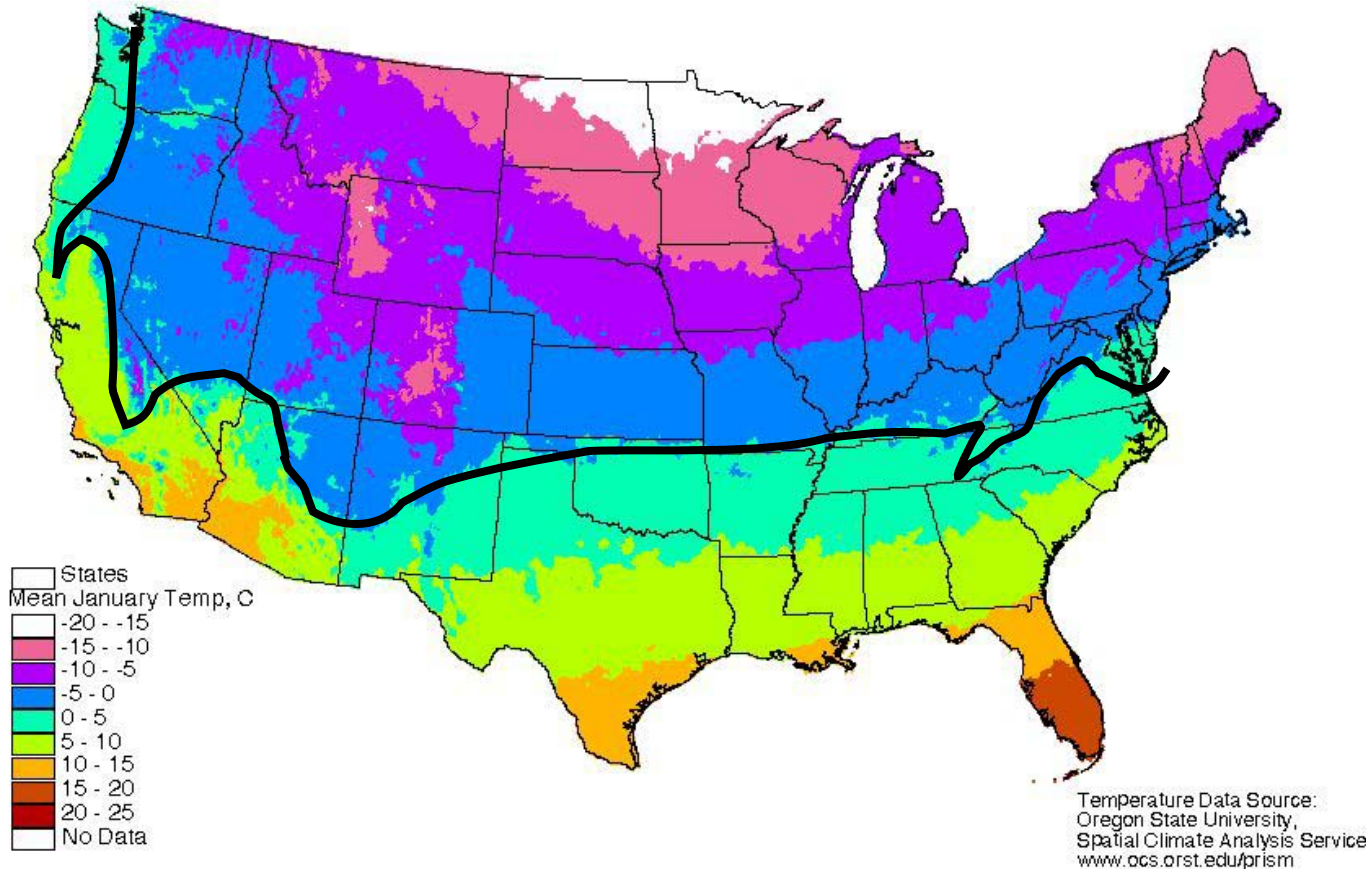 States
Mean January Temp, C
-20 - -15
-15 - -10
-10 - -5
-5 - 0
0 - 5
5 - 10
10 - 15
15 - 20
20 - 25
No Data
Temperature Data Source:
Oregon State University,
Spatial Climate Analysis Service
www.ocs.orst.edu/prism